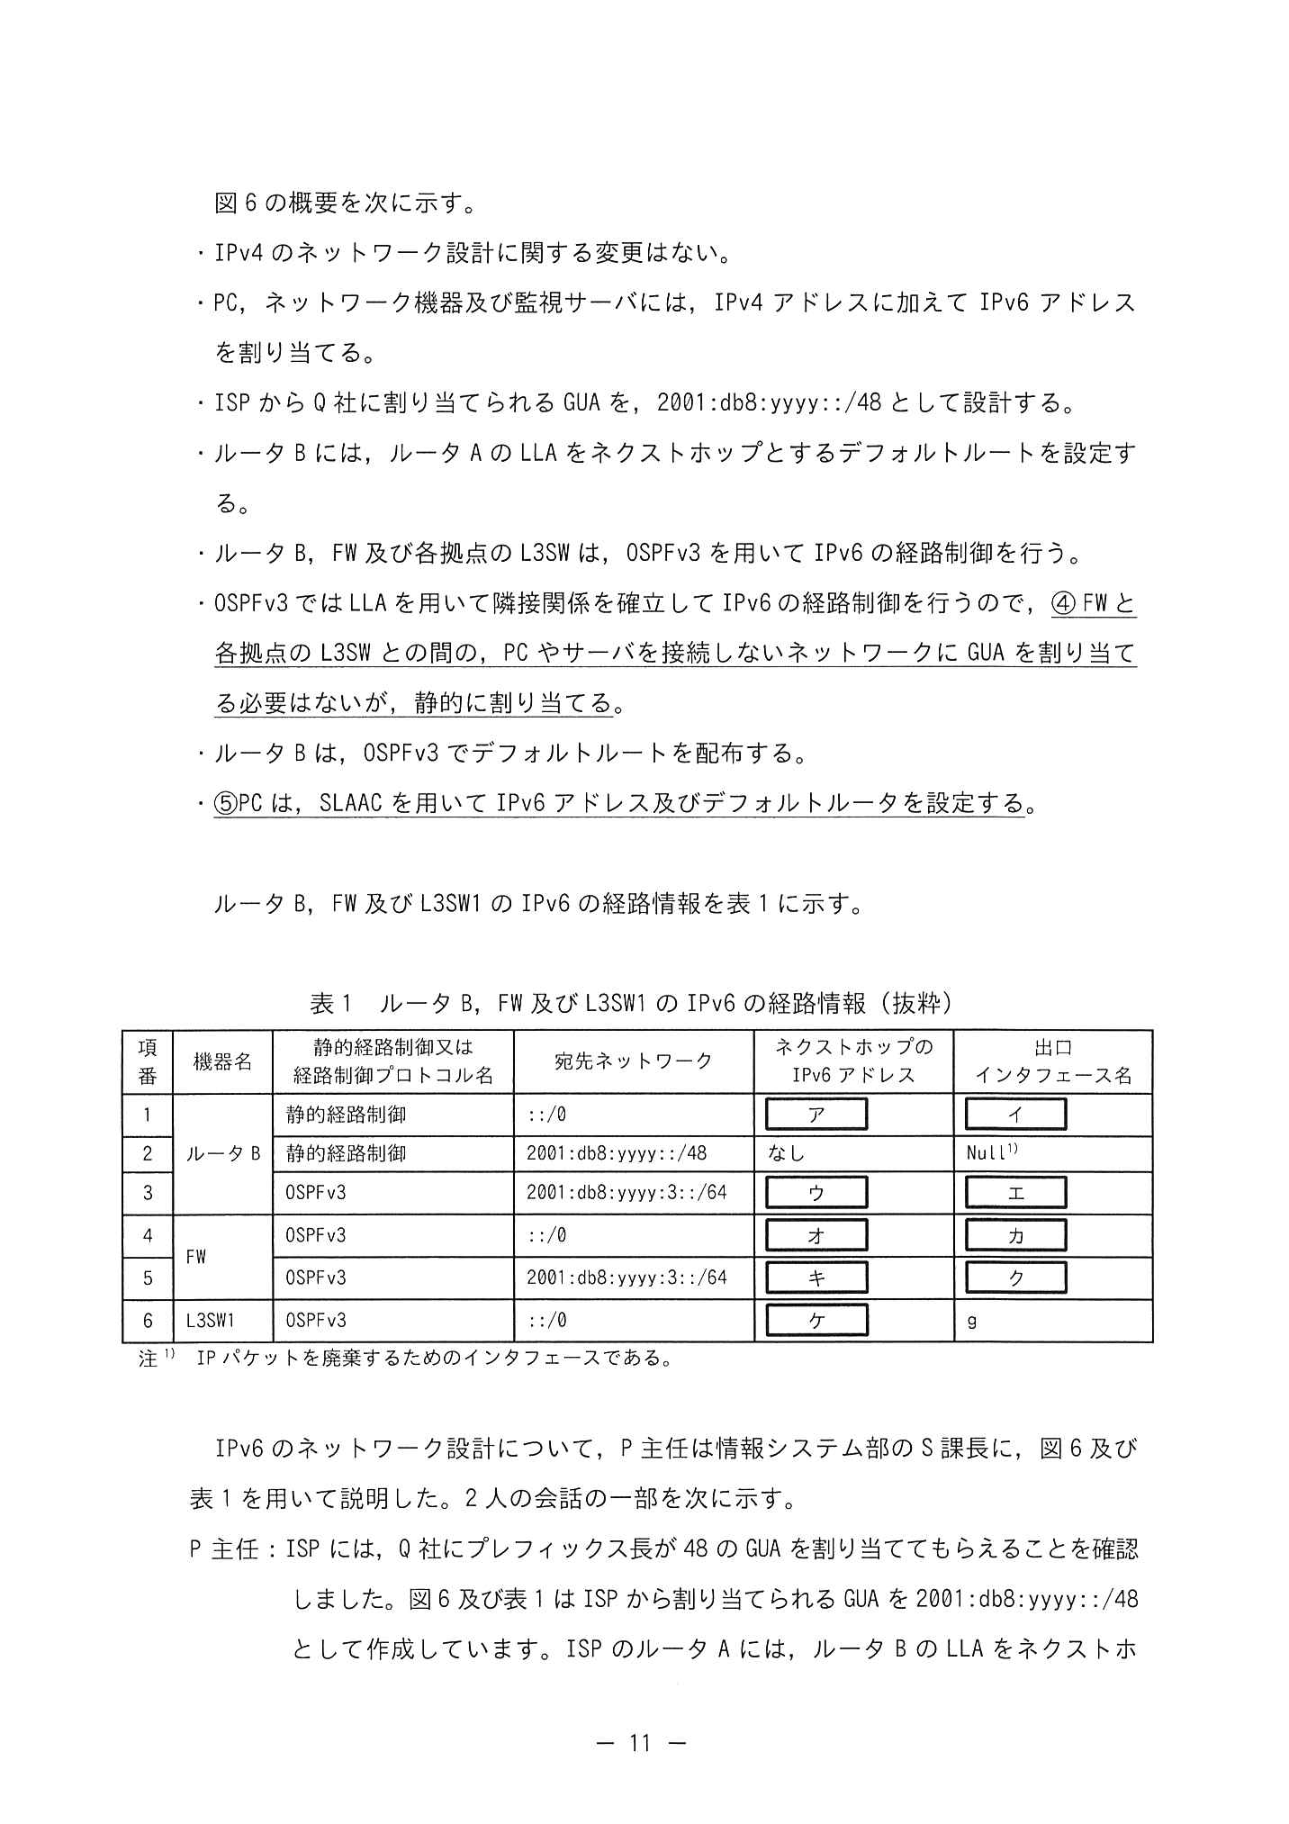 図6の概要を次に示す。
・IPv4のネットワーク設計に関する変更はない。
・PC，ネットワーク機器及び監視サーバには，IPv4アドレスに加えてIPv6アドレス
を割り当てる。
・ISPからQ社に割り当てられるGUAを，2001:db8:yyyy::/48として設計する。
・ルータBには，ルータAのLLAをネクストホップとするデフォルトルートを設定す
る。
・ルータB，FW及び各拠点のL3SWは，OSPFv3を用いてIPv6の経路制御を行う。
・OSPFv3ではLLAを用いて隣接関係を確立してIPv6の経路制御を行うので，④FWと
各拠点のL3SWとの間の，PCやサーバを接続しないネットワークにGUAを割り当て
る必要はないが，静的に割り当てる。
・ルータBは，OSPFv3でデフォルトルートを配布する。
・⑤PCは，SLAACを用いてIPv6アドレス及びデフォルトルータを設定する。
ルータB，FW及びL3SW1のIPv6の経路情報を表1に示す。
表1　ルータB，FW及びL3SW1のIPv6の経路情報（抜粋）
項番 機器名 静的経路制御又は経路制御プロトコル名 宛先ネットワーク ネクストホップのIPv6アドレス 出口インタフェース名
1 ルータB 静的経路制御 ::/0 ア イ
2 静的経路制御 2001:db8:yyyy::/48 なし Null1)
3 OSPFv3 2001:db8:yyyy:3::/64 ウ エ
4 FW OSPFv3 ::/0 オ カ
5 OSPFv3 2001:db8:yyyy:3::/64 キ ク
6 L3SW1 OSPFv3 ::/0 ケ g
注1)　IPパケットを廃棄するためのインタフェースである。
IPv6のネットワーク設計について，P主任は情報システム部のS課長に，図6及び
表1を用いて説明した。2人の会話の一部を次に示す。
P主任：ISPには，Q社にプレフィックス長が48のGUAを割り当ててもらえることを確認
しました。図6及び表1はISPから割り当てられるGUAを2001:db8:yyyy::/48
として作成しています。ISPのルータAには，ルータBのLLAをネクストホ
－ 11 －